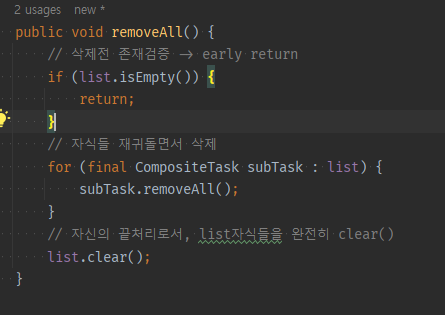 2 usages new *
public void removeAll() {
// 삭제전 존재검증 -> early return
if (list.isEmpty()) {
return;
}
// 자식들 재귀돌면서 삭제
for (final CompositeTask subTask : list) {
subTask.removeAll();
}
// 자신의 끝처리로서, list자식들을 완전히 clear()
list.clear();
}